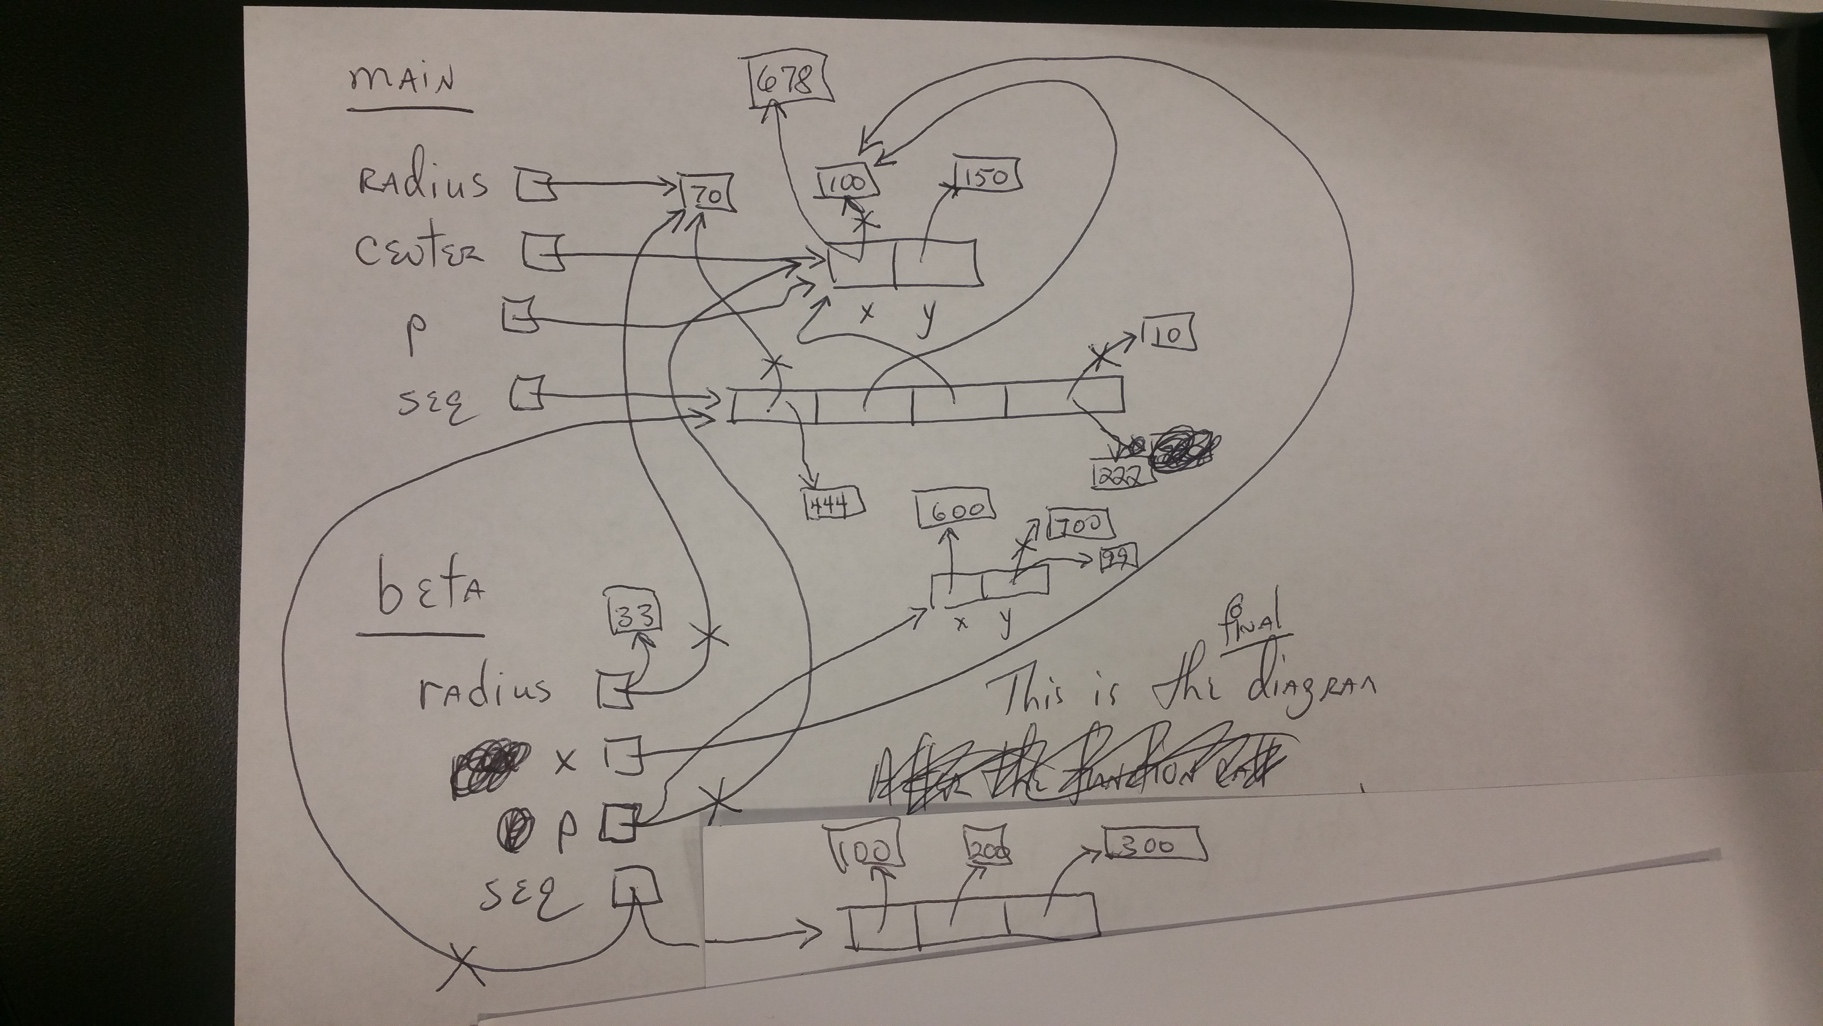 MAIN
678
RAdius 70 100 150
CENTER
x y
P
10
SEQ
222
444 600 700
99
betA
33
x y
final
rAdius
This is the diagram
x
P
100 200 300
SEQ